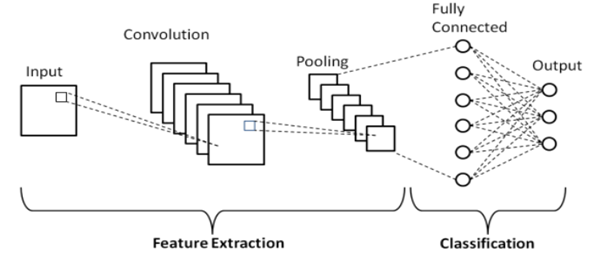 Fully
Connected
Convolution
Pooling
Input
Output
Feature Extraction
Classification